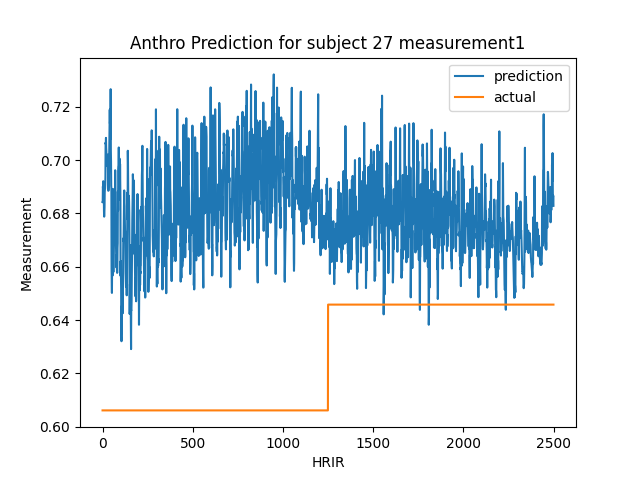 Anthro Prediction for subject 27 measurement1
prediction
actual
0.72
0.70
0.68
0.66
0.64
0.62
0.60
Measurement
0
500
1000
1500
2000
2500
HRIR